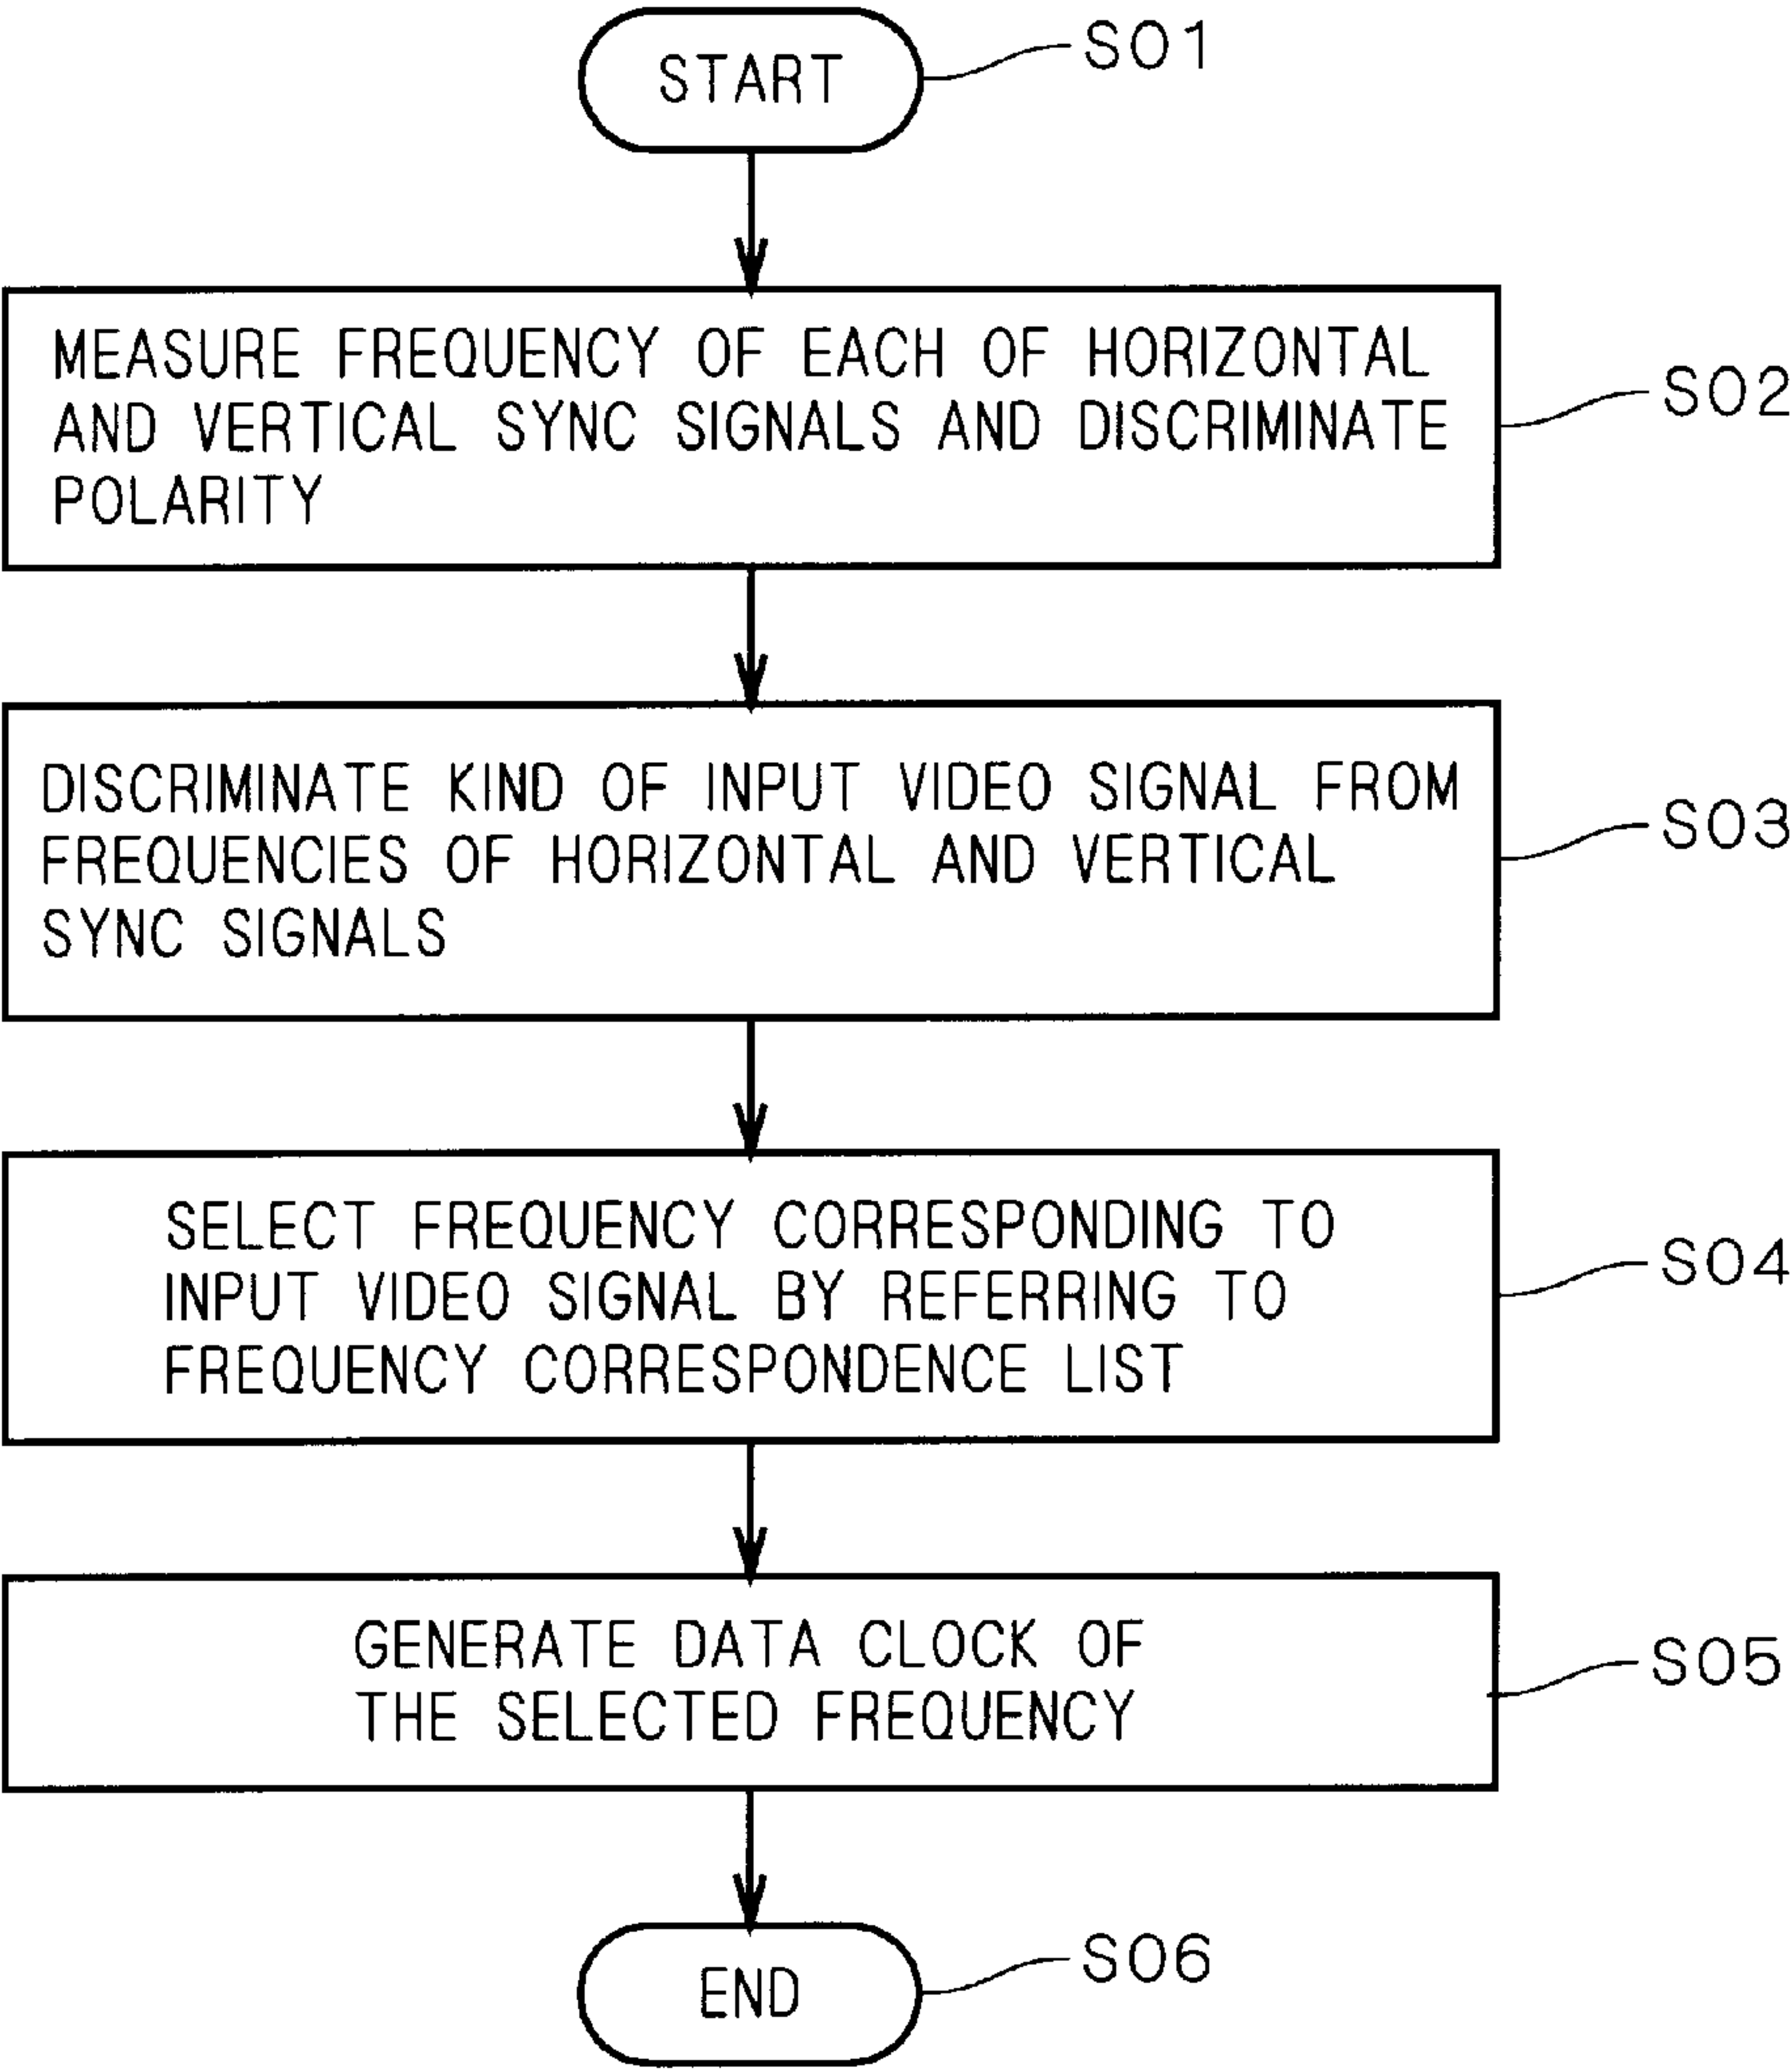 START
S01
MEASURE FREQUENCY OF EACH OF HORIZONTAL
AND VERTICAL SYNC SIGNALS AND DISCRIMINATE
POLARITY
S02
DISCRIMINATE KIND OF INPUT VIDEO SIGNAL FROM
FREQUENCIES OF HORIZONTAL AND VERTICAL
SYNC SIGNALS
S03
SELECT FREQUENCY CORRESPONDING TO
INPUT VIDEO SIGNAL BY REFERRING TO
FREQUENCY CORRESPONDENCE LIST
S04
GENERATE DATA CLOCK OF
THE SELECTED FREQUENCY
S05
END
S06